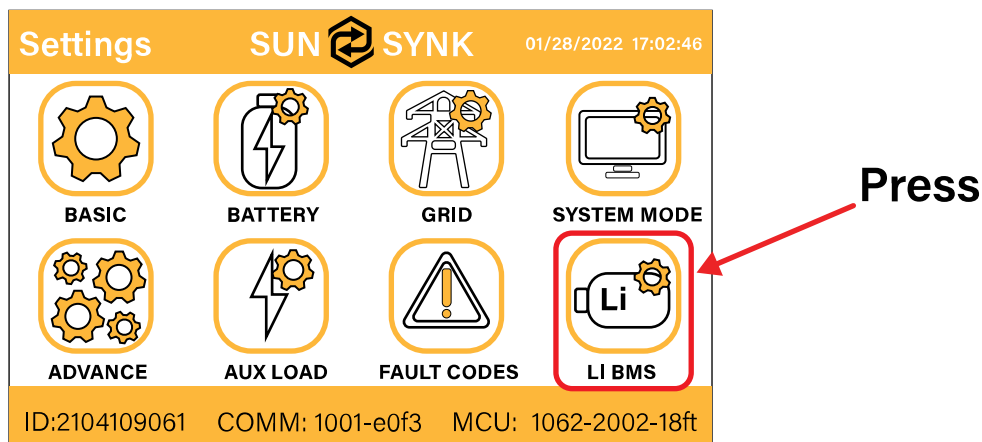 Settings SUN SYNK 01/28/2022 17:02:46
Press
BASIC BATTERY GRID SYSTEM MODE
Li
ADVANCE AUX LOAD FAULT CODES LI BMS
ID:2104109061 COMM: 1001-e0f3 MCU: 1062-2002-18ft